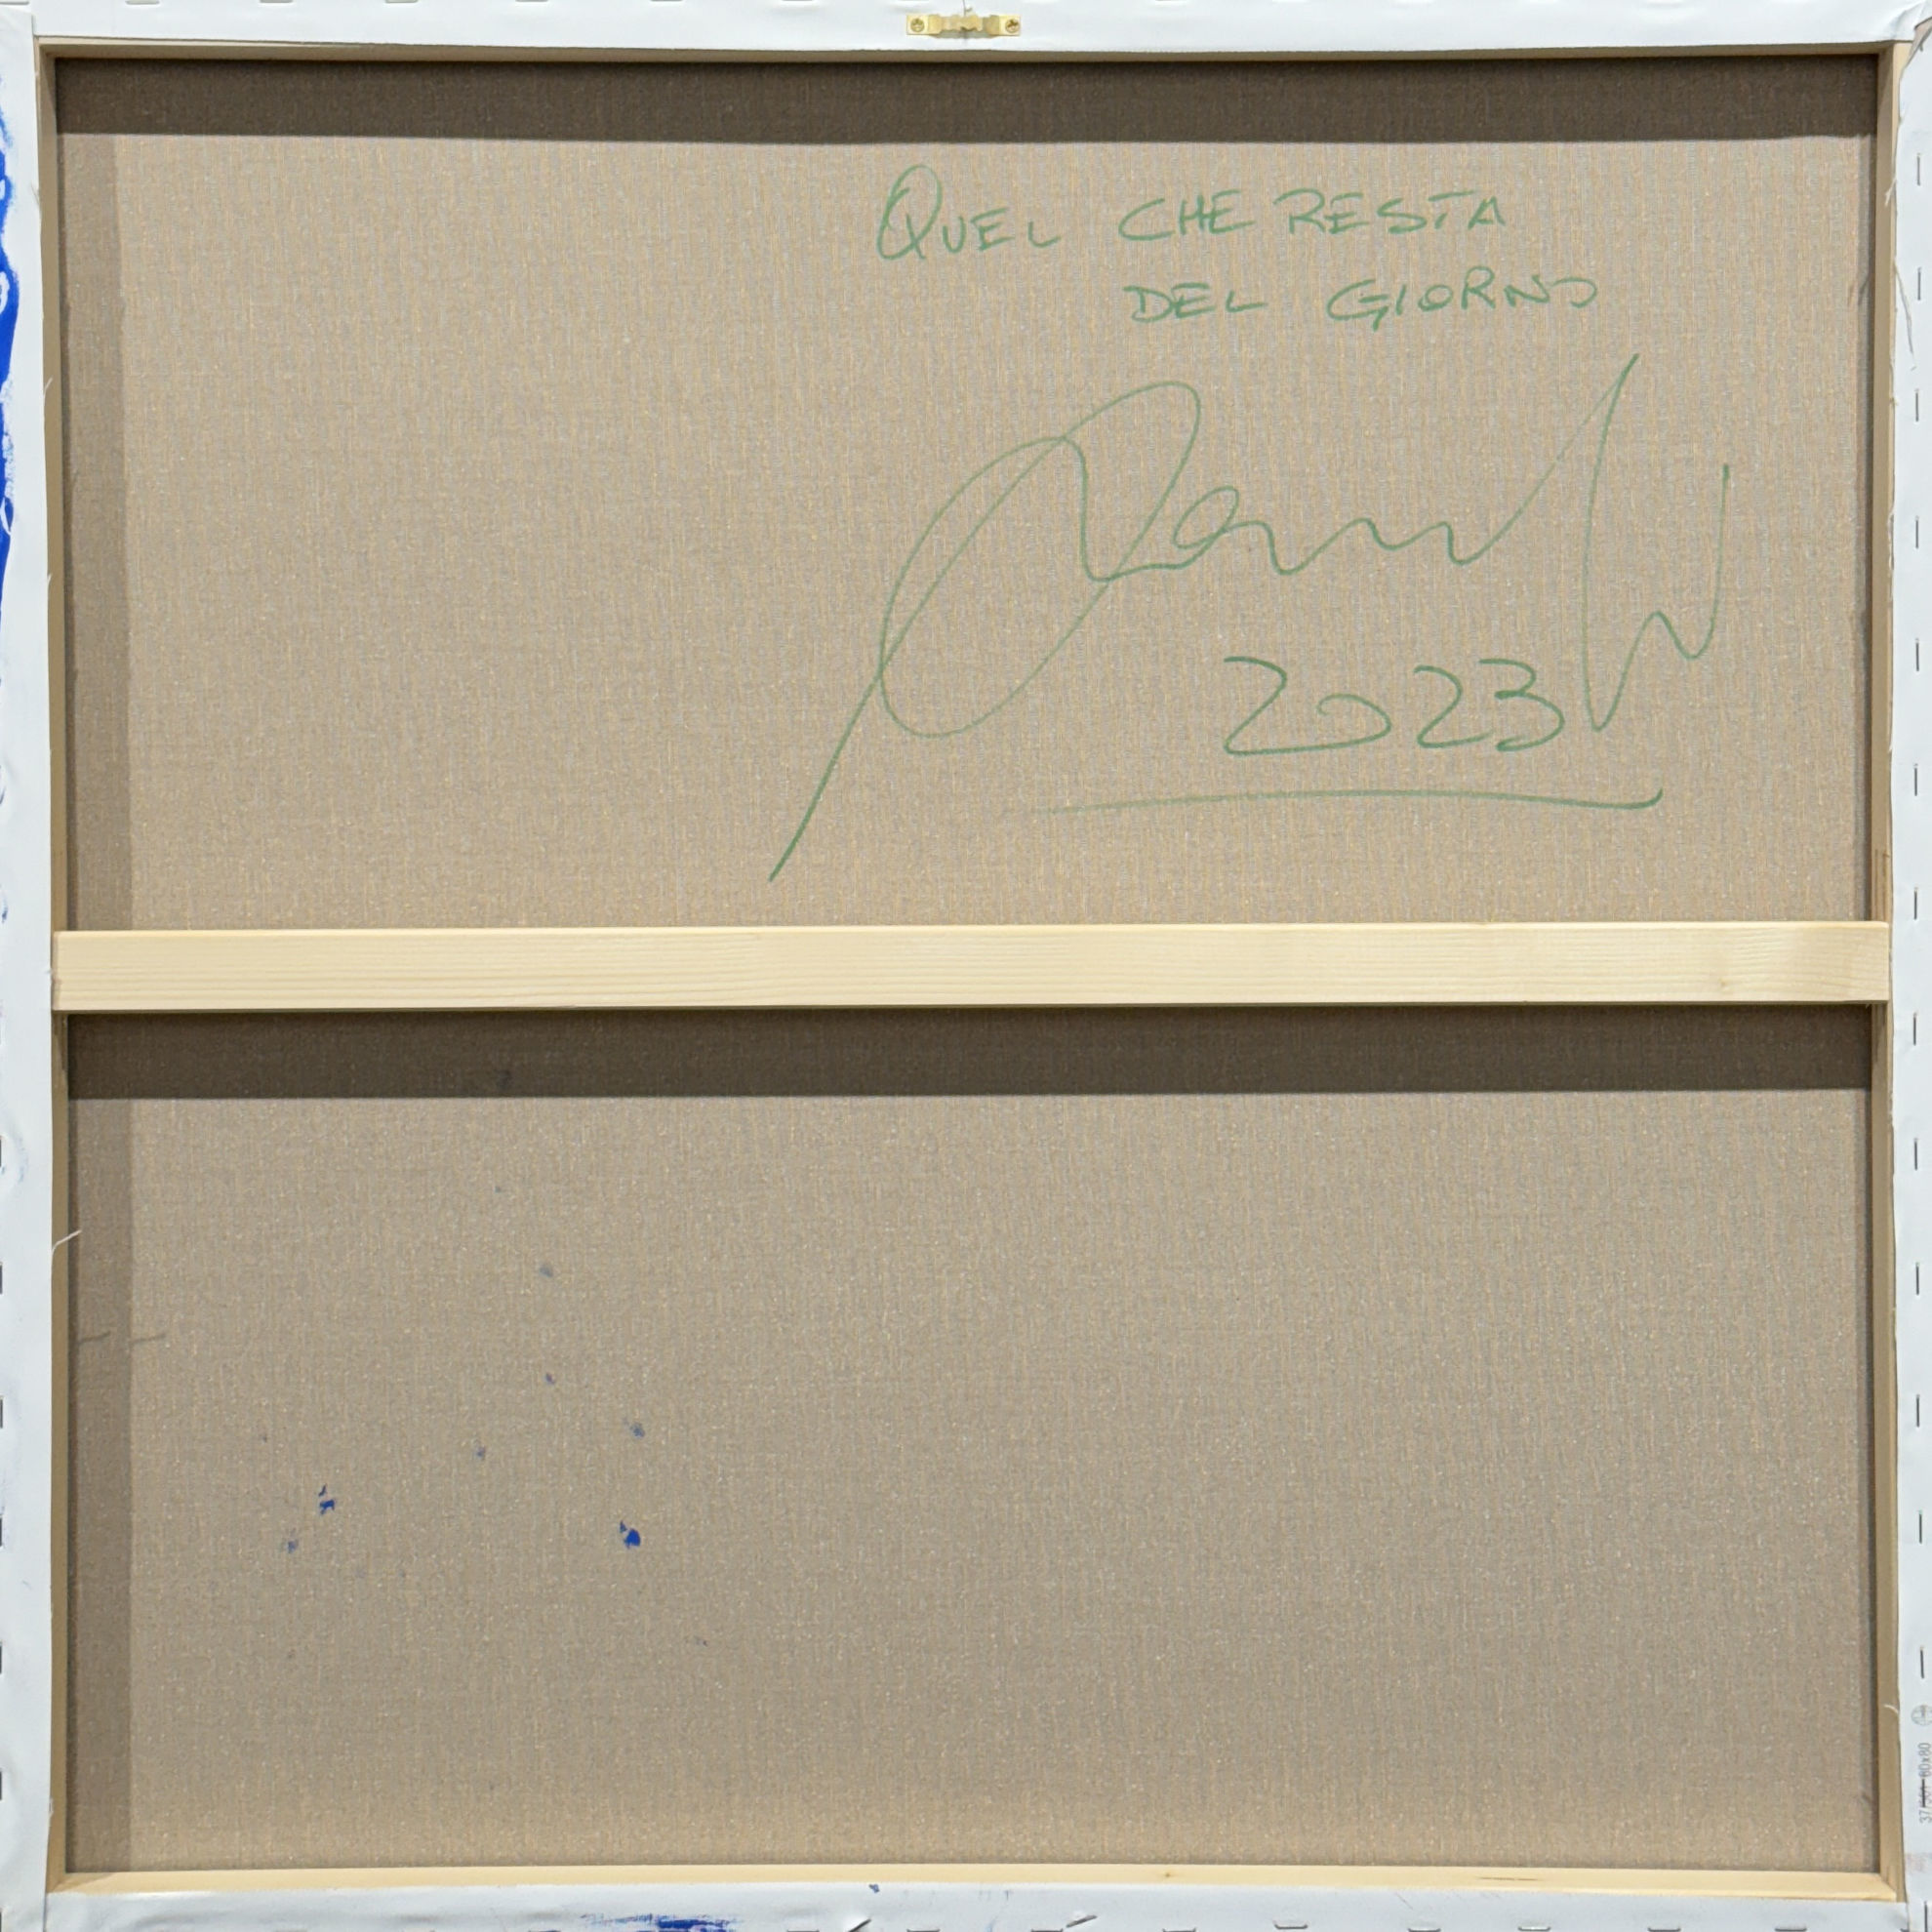 QUEL CHE RESTA
DEL GIORNO
2023